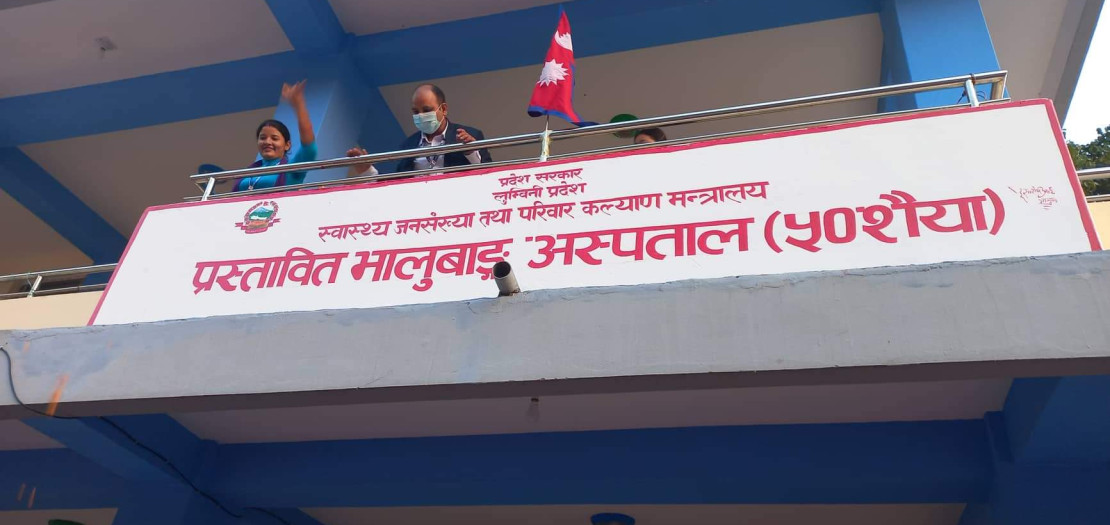 प्रदेश सरकार
लुम्विनी प्रदेश
स्वास्थ्य जनसंख्या तथा परिवार कल्याण मन्त्रालय
प्रस्तावित भालुबाङ्ग अस्पताल (५०शैया)